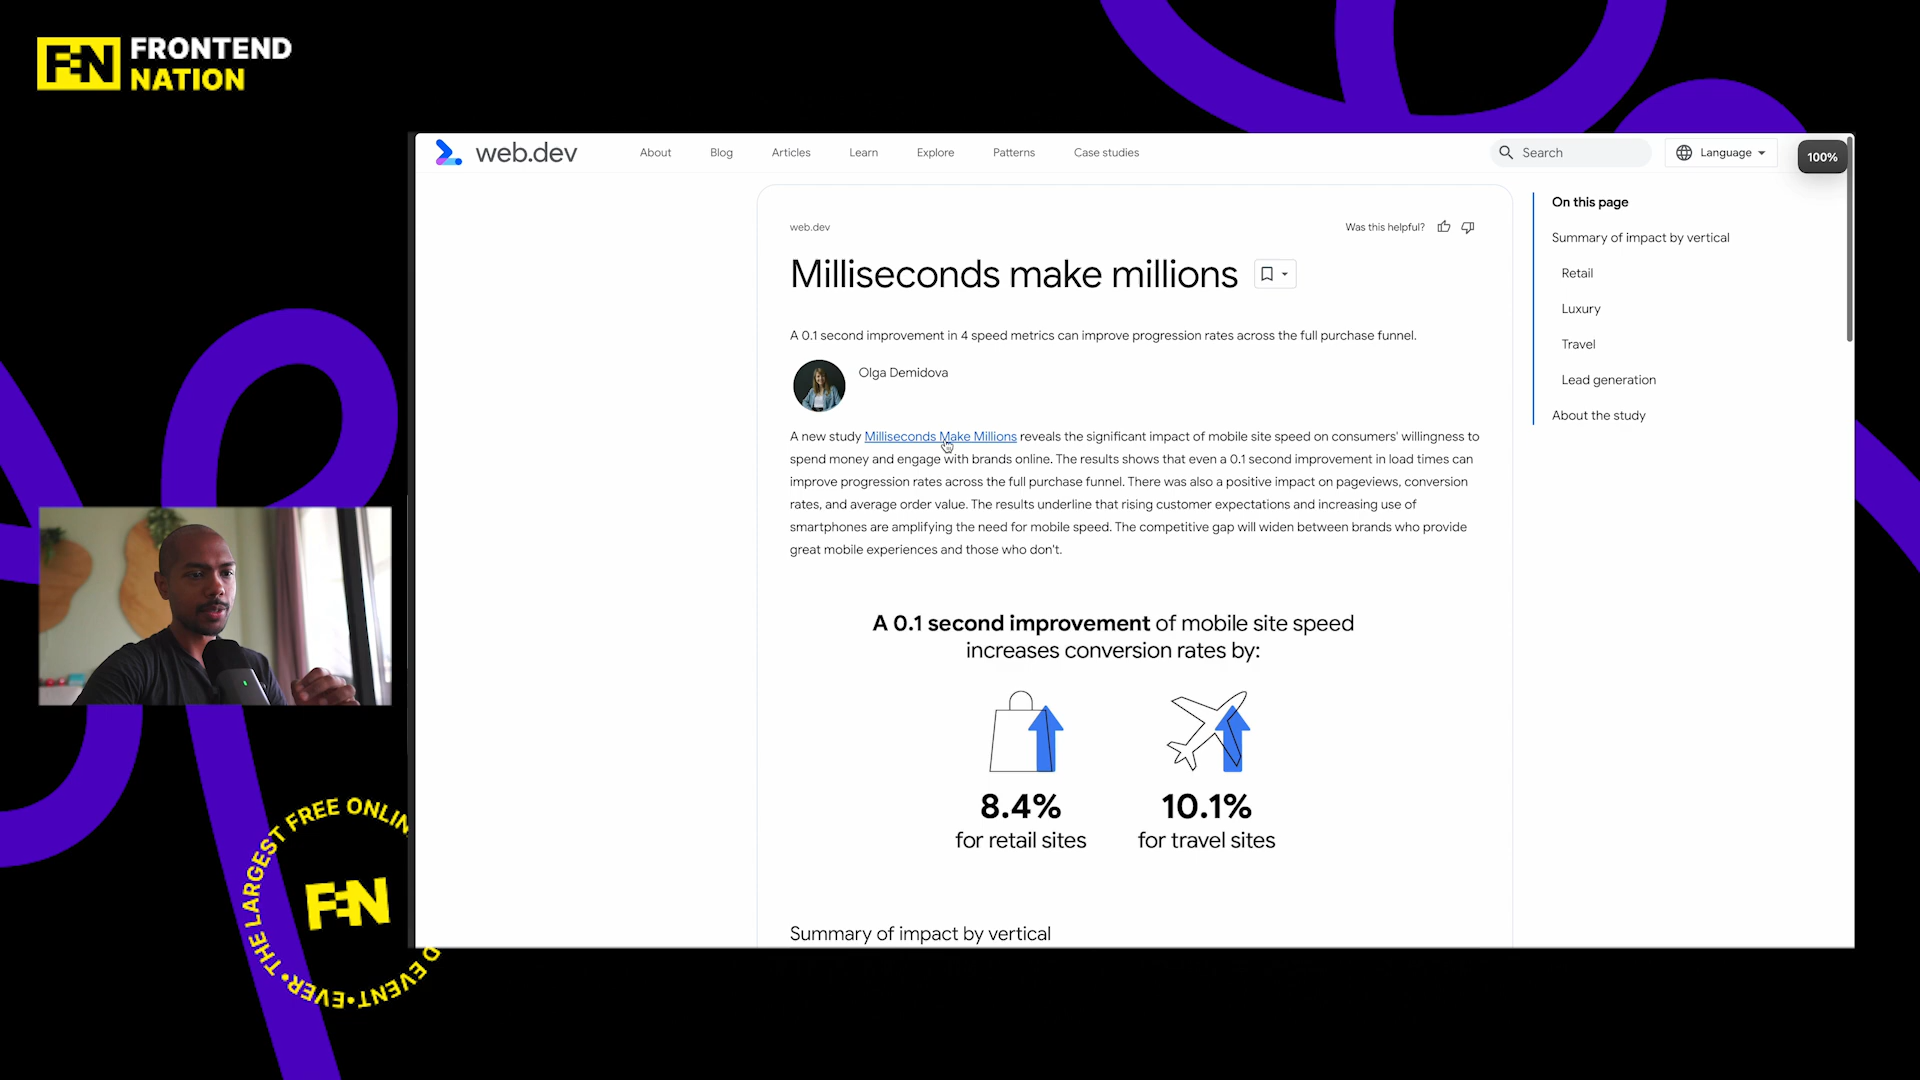 FRONTEND
NATION
web.dev
About
Blog
Articles
Learn
Explore
Patterns
Case studies
Search
Language
100%
web.dev
Was this helpful?
Milliseconds make millions
A 0.1 second improvement in 4 speed metrics can improve progression rates across the full purchase funnel.
Olga Demidova
A new study Milliseconds Make Millions reveals the significant impact of mobile site speed on consumers' willingness to
spend money and engage with brands online. The results shows that even a 0.1 second improvement in load times can
improve progression rates across the full purchase funnel. There was also a positive impact on pageviews, conversion
rates, and average order value. The results underline that rising customer expectations and increasing use of
smartphones are amplifying the need for mobile speed. The competitive gap will widen between brands who provide
great mobile experiences and those who don't.
A 0.1 second improvement of mobile site speed
increases conversion rates by:
8.4%
for retail sites
10.1%
for travel sites
Summary of impact by vertical
On this page
Summary of impact by vertical
Retail
Luxury
Travel
Lead generation
About the study
THE LARGEST FREE ONLIN
D EVENT•EVER•
FN